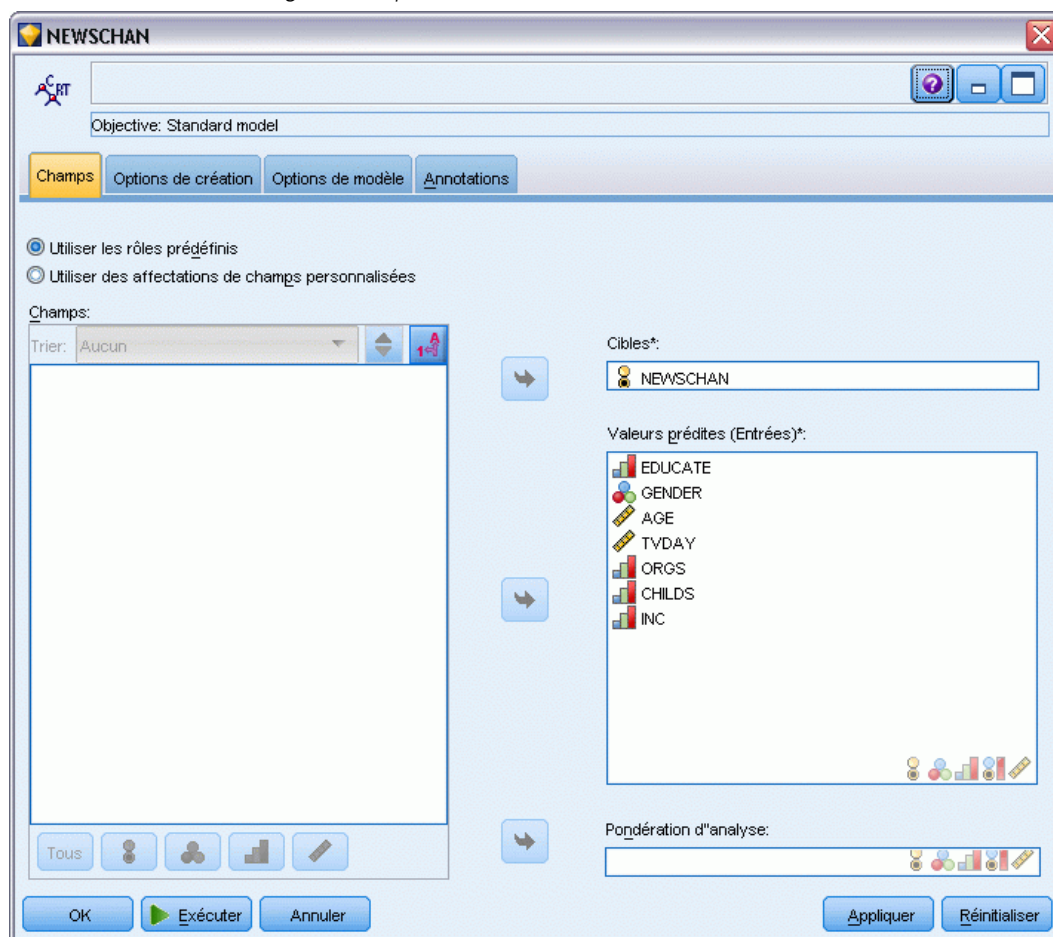 NEWSCHAN
CRT
Objective: Standard model
Champs
Options de création
Options de modèle
Annotations
Utiliser les rôles prédéfinis
Utiliser des affectations de champs personnalisées
Champs:
Trier: Aucun
Cibles*:
NEWSCHAN
Valeurs prédites (Entrées)*:
EDUCATE
GENDER
AGE
TVDAY
ORGS
CHILDS
INC
Pondération d"analyse:
Tous
OK
Exécuter
Annuler
Appliquer
Réinitialiser